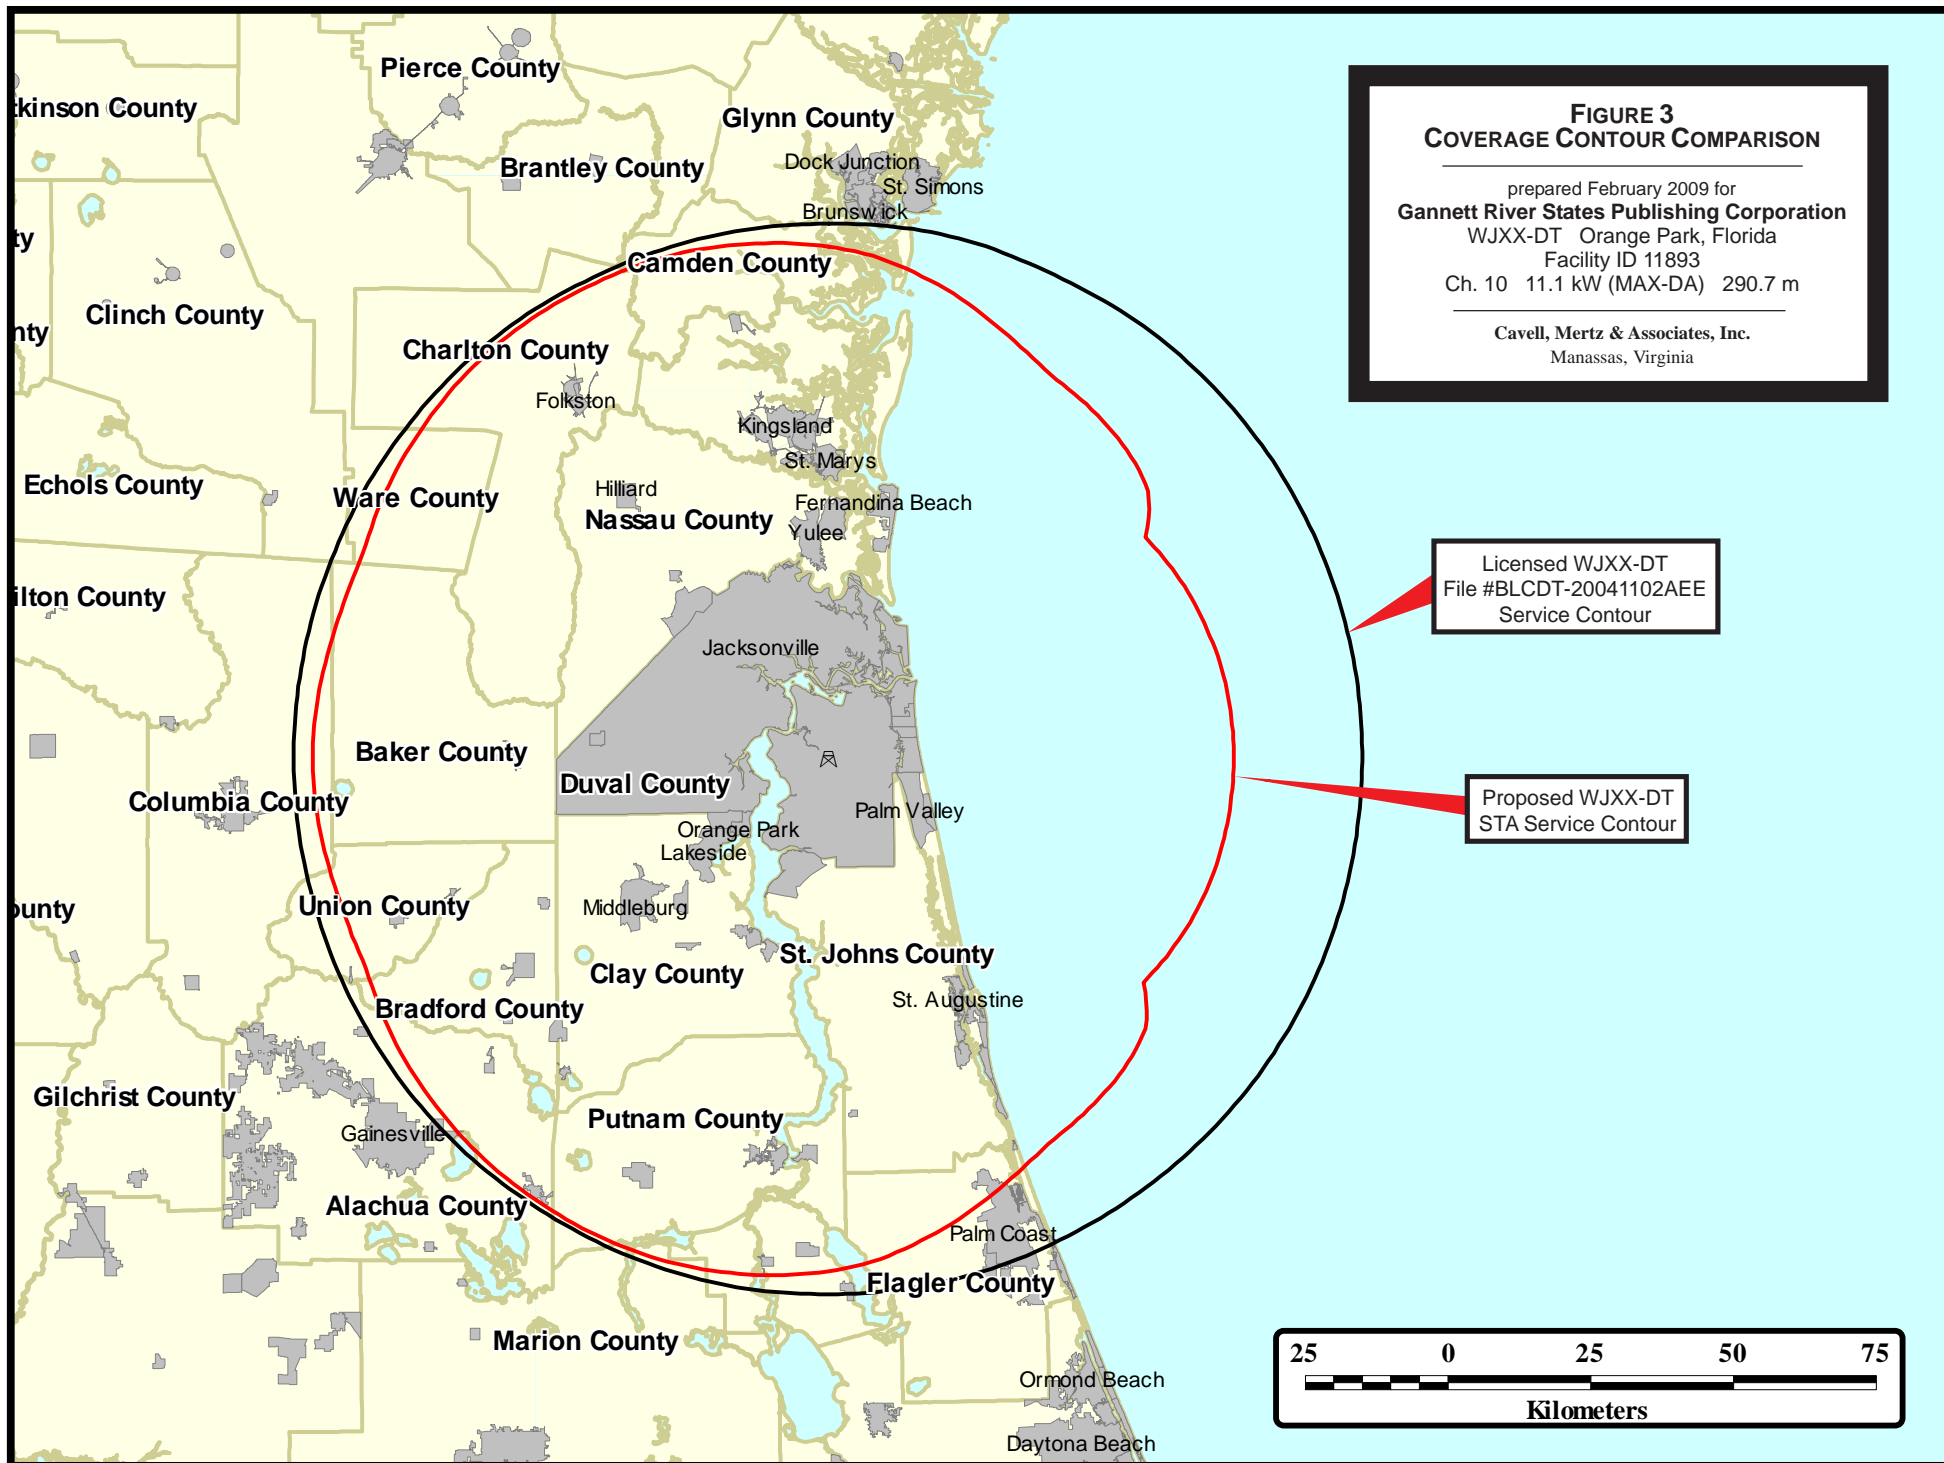 Pierce County
tkinson County
Glynn County
FIGURE 3
COVERAGE CONTOUR COMPARISON
prepared February 2009 for
Gannett River States Publishing Corporation
WJXX-DT Orange Park, Florida
Facility ID 11893
Ch. 10 11.1 kW (MAX-DA) 290.7 m
Cavell, Mertz & Associates, Inc.
Manassas, Virginia
Dock Junction
Brantley County
St. Simons
Brunswick
ty
Camden County
Clinch County
nty
Charlton County
Folkston
Kingsland
St. Marys
Echols County
Ware County
Hilliard
Fernandina Beach
Nassau County
Yulee
Licensed WJXX-DT
File #BLCDT-20041102AEE
Service Contour
ilton County
Jacksonville
Baker County
Duval County
Columbia County
Palm Valley
Proposed WJXX-DT
STA Service Contour
Orange Park
Lakeside
Union County
ounty
Middleburg
St. Johns County
Clay County
St. Augustine
Bradford County
Gilchrist County
Putnam County
Gainesville
Alachua County
Palm Coast
Flagler County
Marion County
25 0 25 50 75
Kilometers
Ormond Beach
Daytona Beach